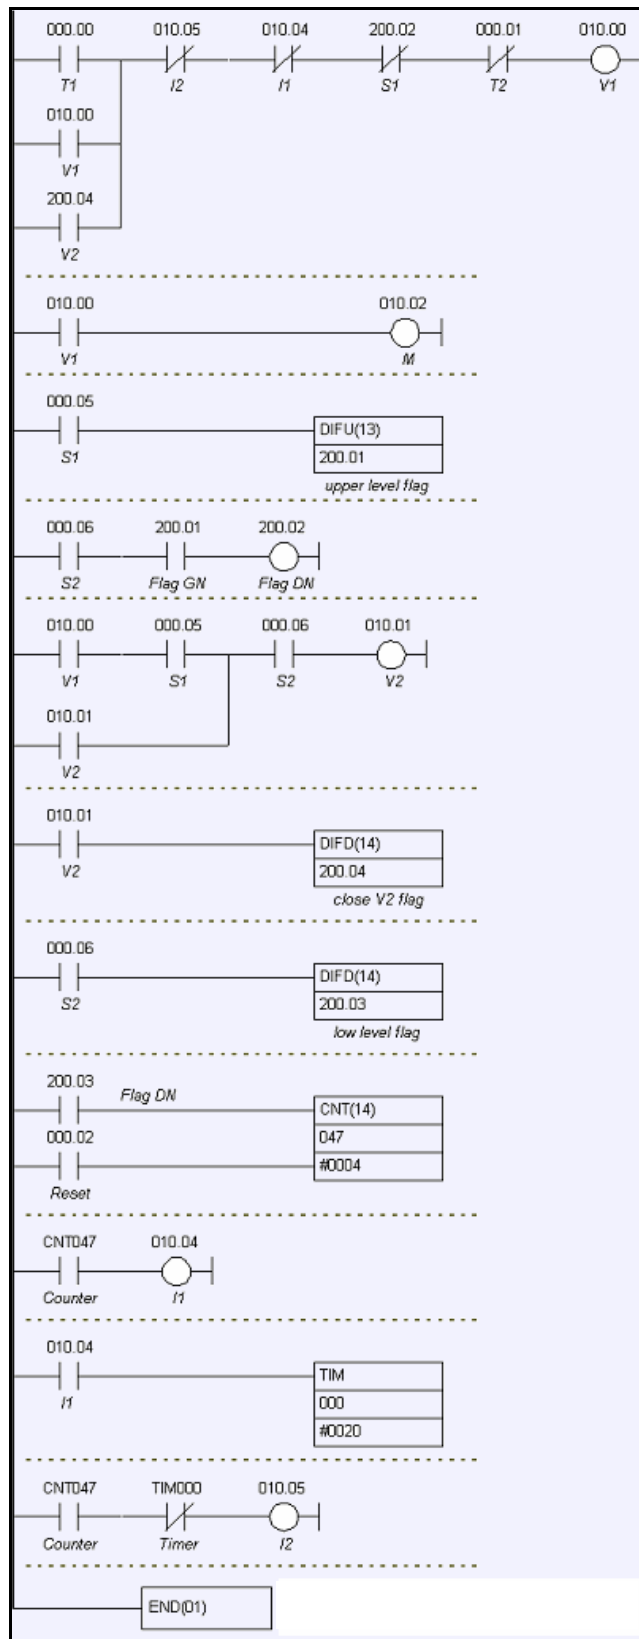 000.00 010.05 010.04 200.02 000.01 010.00
T1 I2 I1 S1 T2 V1
010.00
V1
200.04
V2
010.00 010.02
V1 M
000.05
DIFU(13)
S1 200.01
upper level flag
000.06 200.01 200.02
S2 Flag GN Flag DN
010.00 000.05 000.06 010.01
V1 S1 S2 V2
010.01
V2
010.01
DIFD(14)
V2 200.04
close V2 flag
000.06
DIFD(14)
S2 200.03
low level flag
200.03 Flag DN
CNT(14)
000.02 047
#0004
Reset
CNT047 010.04
Counter I1
010.04
TIM
I1 000
#0020
CNT047 TIM000 010.05
Counter Timer I2
END(01)